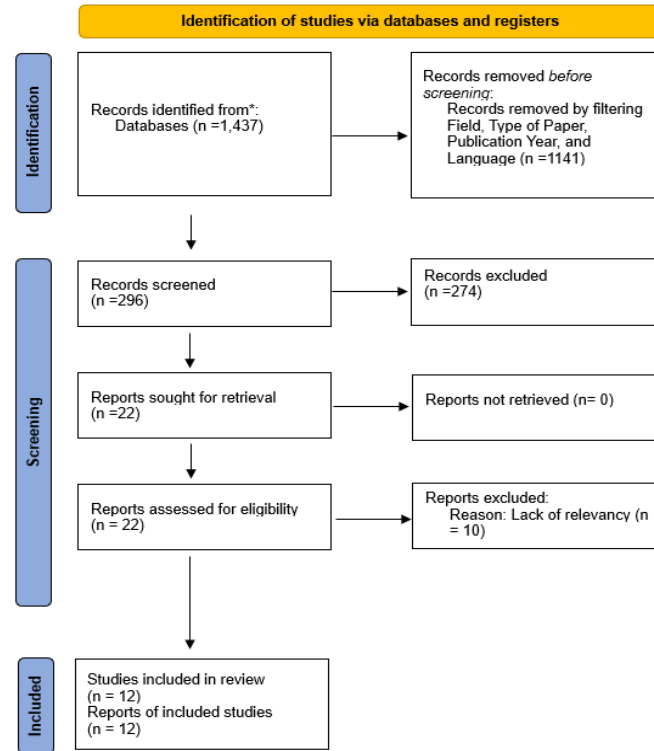 Identification of studies via databases and registers
Identification
Records identified from*:
Databases (n =1,437)
Records removed before
screening:
Records removed by filtering
Field, Type of Paper,
Publication Year, and
Language (n =1141)
Screening
Records screened
(n =296)
Records excluded
(n =274)
Reports sought for retrieval
(n =22)
Reports not retrieved (n= 0)
Reports assessed for eligibility
(n = 22)
Reports excluded:
Reason: Lack of relevancy (n
= 10)
Included
Studies included in review
(n = 12)
Reports of included studies
(n = 12)